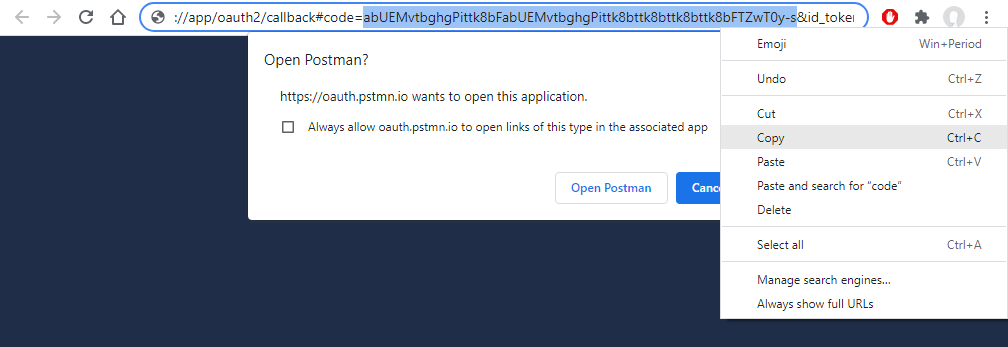 ://app/oauth2/callback#code=abUEMvtbghgPittk8bFabUEMvtbghgPittk8bttk8bttk8bttk8bFTZwT0y-s&id_token
Open Postman?
https://oauth.pstmn.io wants to open this application.
Always allow oauth.pstmn.io to open links of this type in the associated app
Open Postman
Cance
Emoji Win+Period
Undo Ctrl+Z
Cut Ctrl+X
Copy Ctrl+C
Paste Ctrl+V
Paste and search for “code”
Delete
Select all Ctrl+A
Manage search engines...
Always show full URLs